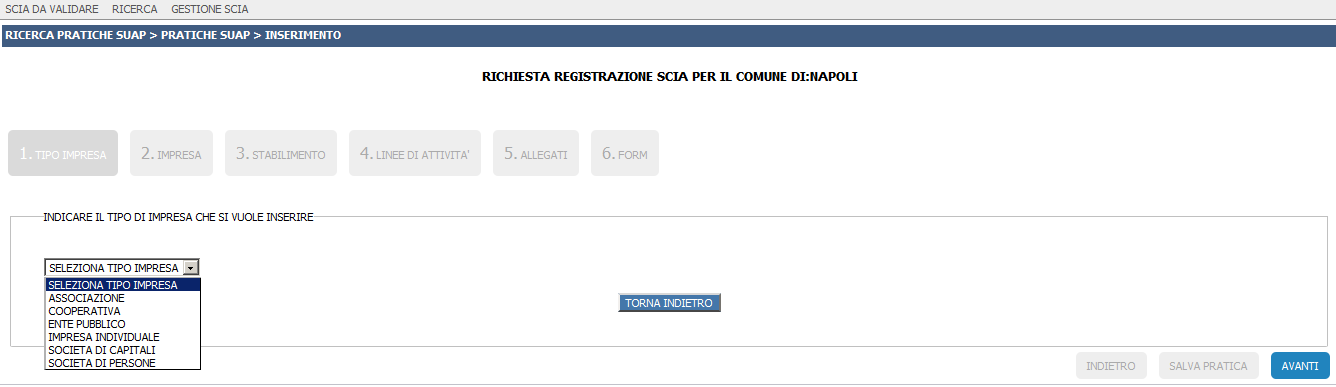 SCIA DA VALIDARE RICERCA GESTIONE SCIA
RICERCA PRATICHE SUAP > PRATICHE SUAP > INSERIMENTO
RICHIESTA REGISTRAZIONE SCIA PER IL COMUNE DI:NAPOLI
1. TIPO IMPRESA 2. IMPRESA 3. STABILIMENTO 4. LINEE DI ATTIVITA' 5. ALLEGATI 6. FORM
INDICARE IL TIPO DI IMPRESA CHE SI VUOLE INSERIRE
SELEZIONA TIPO IMPRESA
SELEZIONA TIPO IMPRESA
ASSOCIAZIONE
COOPERATIVA
ENTE PUBBLICO
IMPRESA INDIVIDUALE
SOCIETA DI CAPITALI
SOCIETA DI PERSONE
TORNA INDIETRO
INDIETRO SALVA PRATICA AVANTI